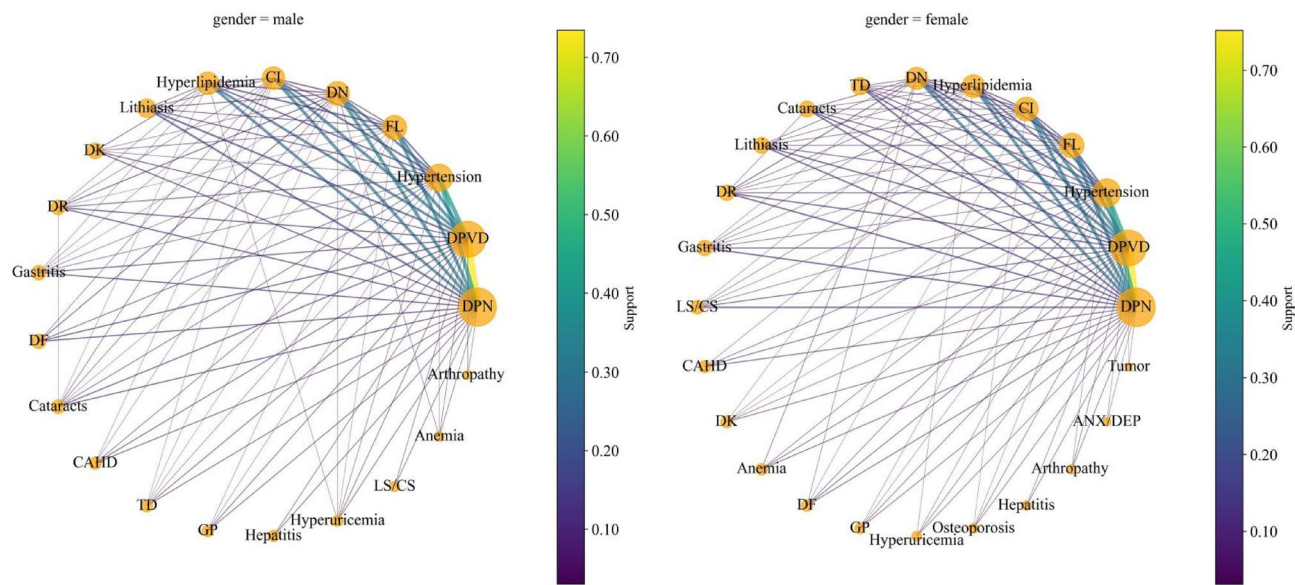 gender = male
CI
Hyperlipidemia
DN
Lithiasis
FL
DK
Hypertension
DR
DPVD
Gastritis
DPN
DF
Arthropathy
Cataracts
Anemia
CAHD
LS/CS
TD
Hyperuricemia
GP
Hepatitis
0.70
0.60
0.50
0.40
0.30
0.20
0.10
Support
gender = female
DN
TD
Hyperlipidemia
Cataracts
CI
Lithiasis
FL
DR
Hypertension
Gastritis
DPVD
LS/CS
DPN
CAHD
Tumor
DK
ANX/DEP
Anemia
Arthropathy
DF
Hepatitis
GP
Osteoporosis
Hyperuricemia
0.70
0.60
0.50
0.40
0.30
0.20
0.10
Support